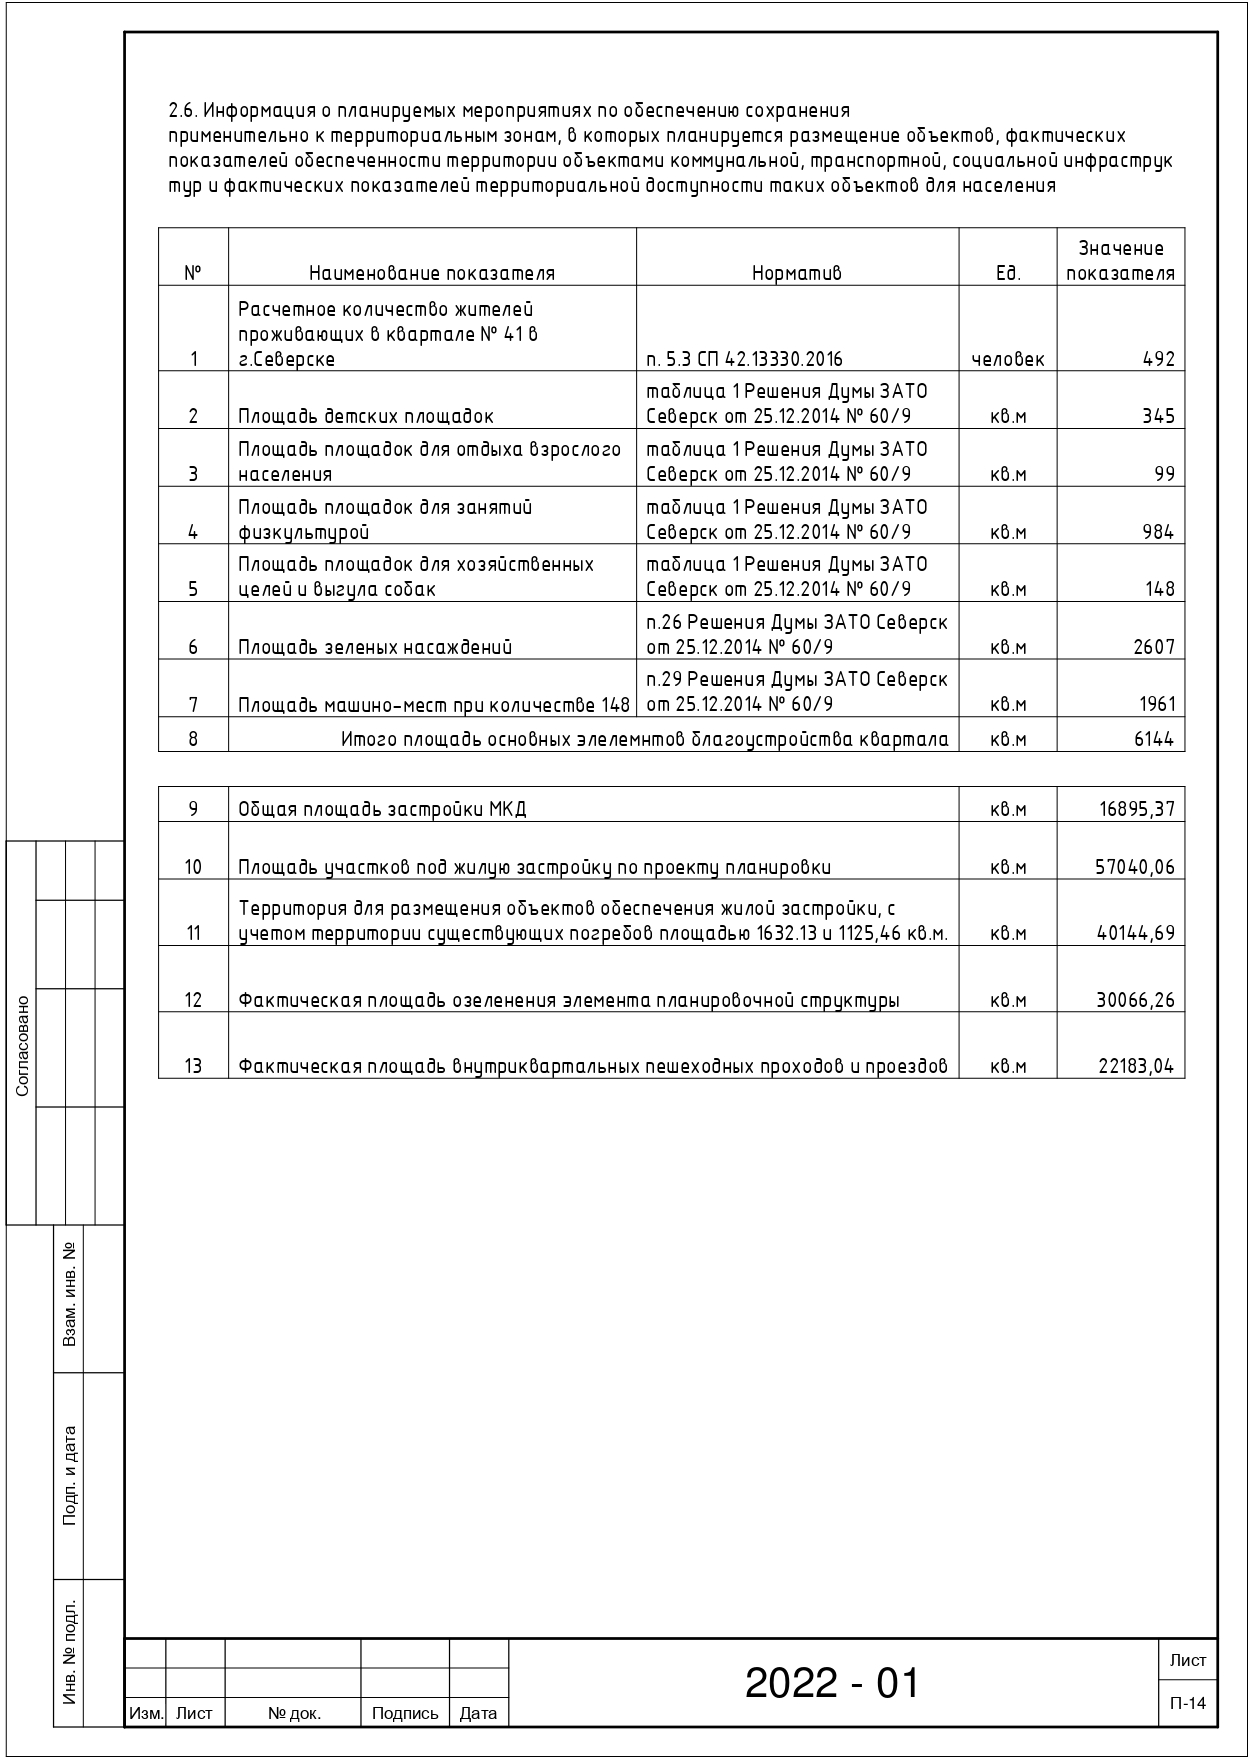 2.6. Информация о планируемых мероприятиях по обеспечению сохранения
применительно к территориальным зонам, в которых планируется размещение объектов, фактических
показателей обеспеченности территории объектами коммунальной, транспортной, социальной инфраструк
тур и фактических показателей территориальной доступности таких объектов для населения
№ Наименование показателя Норматив Ед. Значение
показателя
Расчетное количество жителей
проживающих в квартале № 41 в
1 г.Северске п. 5.3 СП 42.13330.2016 человек 492
таблица 1 Решения Думы ЗАТО
2 Площадь детских площадок Северск от 25.12.2014 № 60/9 кв.м 345
Площадь площадок для отдыха взрослого таблица 1 Решения Думы ЗАТО
3 населения Северск от 25.12.2014 № 60/9 кв.м 99
Площадь площадок для занятий таблица 1 Решения Думы ЗАТО
4 физкультурой Северск от 25.12.2014 № 60/9 кв.м 984
Площадь площадок для хозяйственных таблица 1 Решения Думы ЗАТО
5 целей и выгула собак Северск от 25.12.2014 № 60/9 кв.м 148
п.26 Решения Думы ЗАТО Северск
6 Площадь зеленых насаждений от 25.12.2014 № 60/9 кв.м 2607
п.29 Решения Думы ЗАТО Северск
7 Площадь машино-мест при количестве 148 от 25.12.2014 № 60/9 кв.м 1961
8 Итого площадь основных элелемнтов благоустройства квартала кв.м 6144
9 Общая площадь застройки МКД кв.м 16895,37
10 Площадь участков под жилую застройку по проекту планировки кв.м 57040,06
Территория для размещения объектов обеспечения жилой застройки, с
11 учетом территории существующих погребов площадью 1632.13 и 1125,46 кв.м. кв.м 40144,69
12 Фактическая площадь озеленения элемента планировочной структуры кв.м 30066,26
13 Фактическая площадь внутриквартальных пешеходных проходов и проездов кв.м 22183,04
Согласовано
Взам. инв. №
Подп. и дата
Инв. № подл.
Изм. Лист № док. Подпись Дата
2022 - 01
Лист
П-14